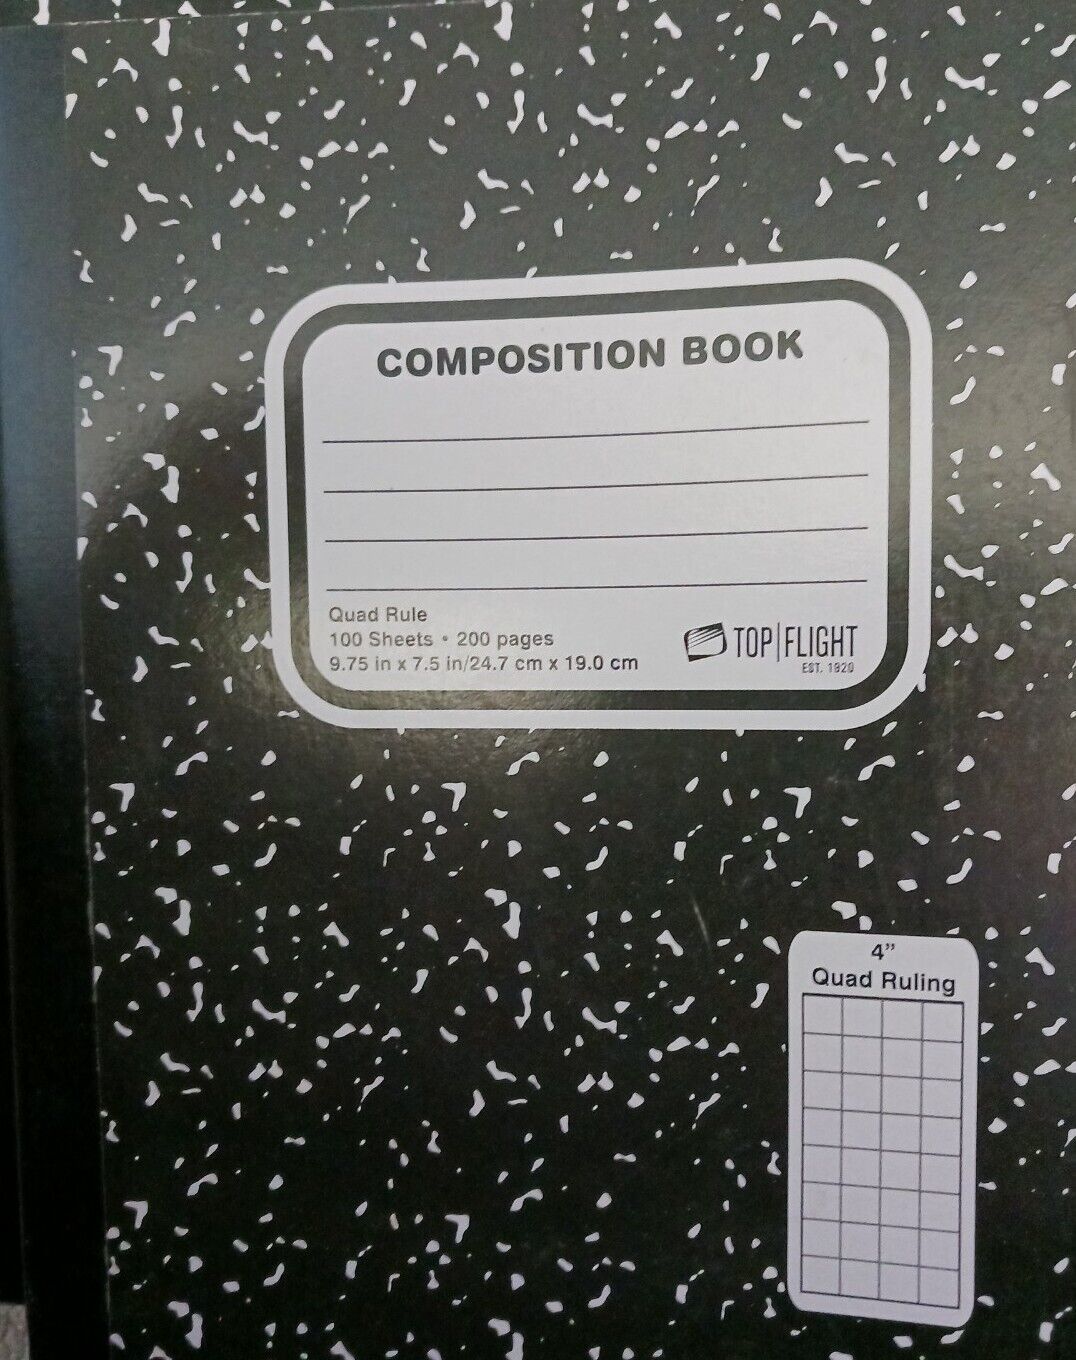 COMPOSITION BOOK
Quad Rule
100 Sheets • 200 pages
9.75 in x 7.5 in/24.7 cm x 19.0 cm
TOP|FLIGHT
EST. 1920
4”
Quad Ruling